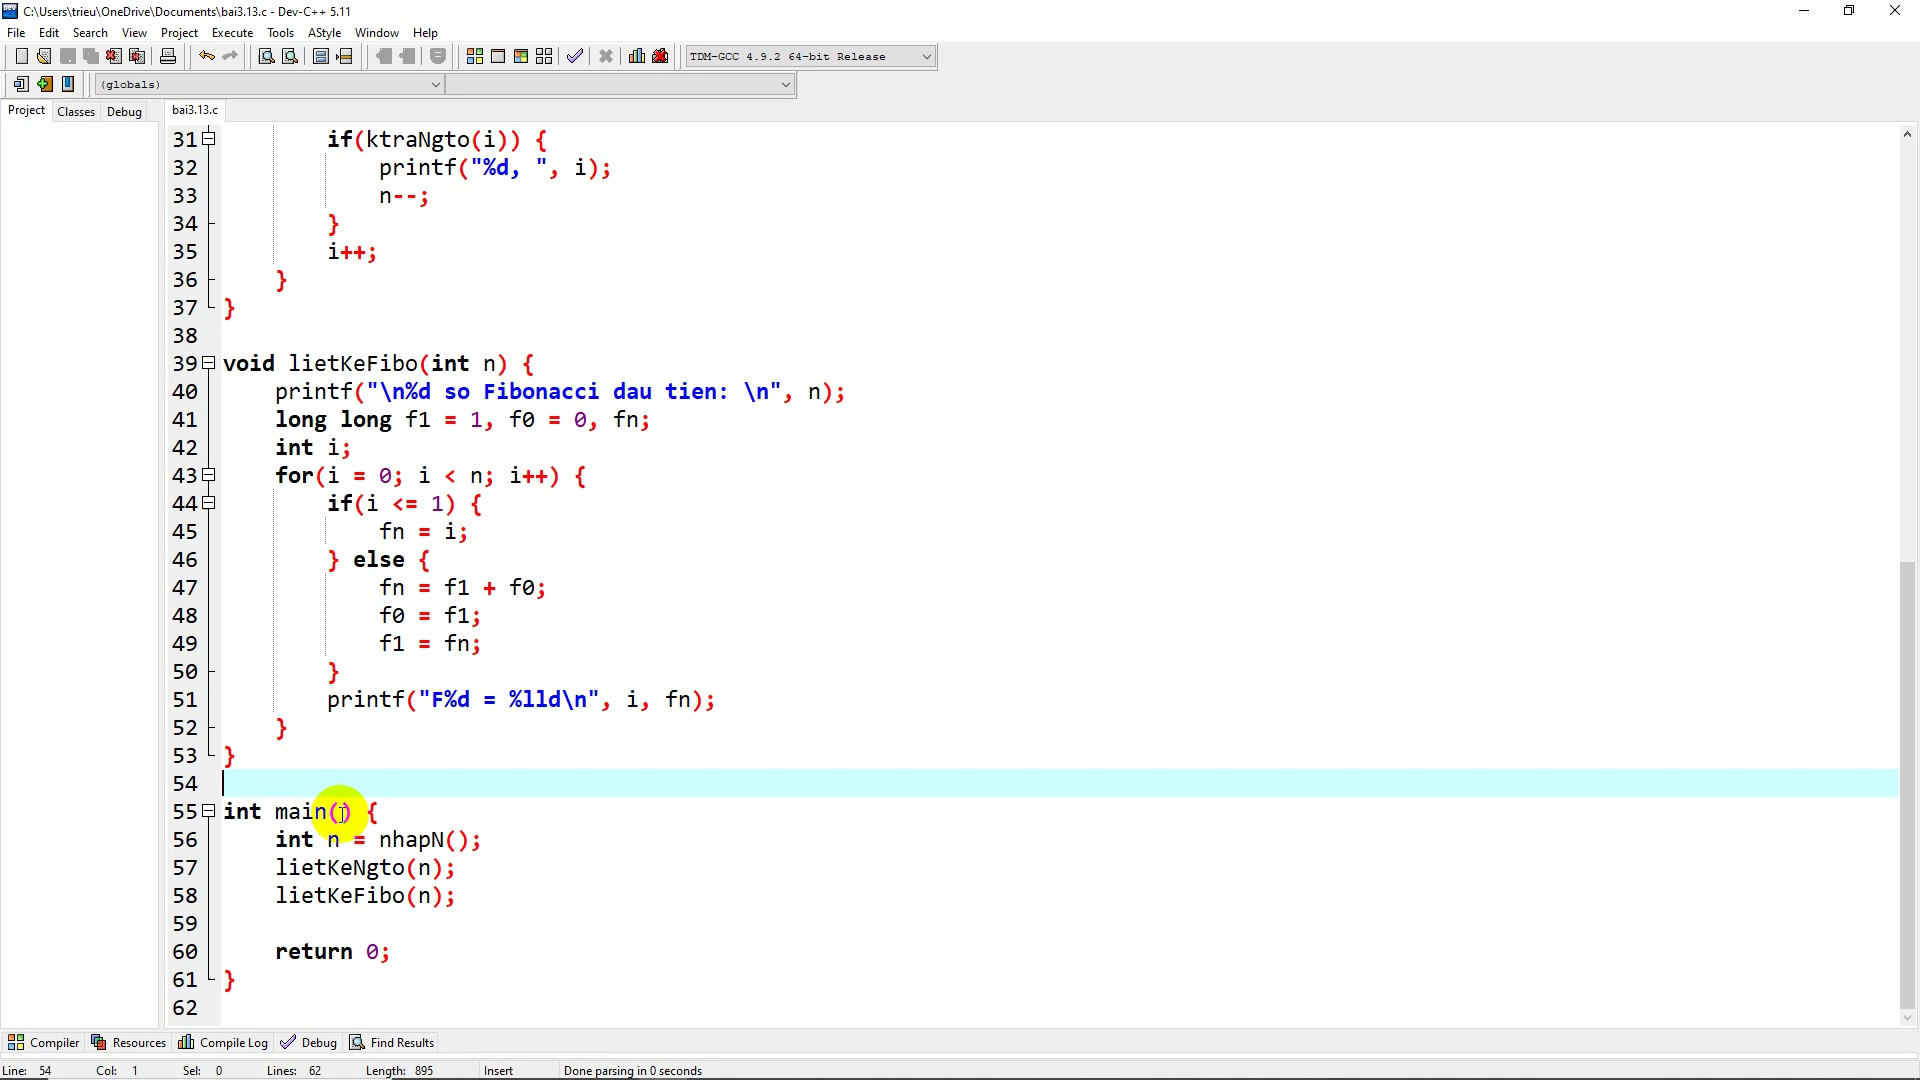 C:\Users\trieu\OneDrive\Documents\bai3.13.c - Dev-C++ 5.11
File Edit Search View Project Execute Tools AStyle Window Help
TDM-GCC 4.9.2 64-bit Release
(globals)
Project Classes Debug bai3.13.c
31 if(ktraNgto(i)) {
32 printf("%d, ", i);
33 n--;
34 }
35 i++;
36 }
37 }
38
39 void lietKeFibo(int n) {
40 printf("\n%d so Fibonacci dau tien: \n", n);
41 long long f1 = 1, f0 = 0, fn;
42 int i;
43 for(i = 0; i < n; i++) {
44 if(i <= 1) {
45 fn = i;
46 } else {
47 fn = f1 + f0;
48 f0 = f1;
49 f1 = fn;
50 }
51 printf("F%d = %lld\n", i, fn);
52 }
53 }
54
55 int main() {
56 int n = nhapN();
57 lietKeNgto(n);
58 lietKeFibo(n);
59
60 return 0;
61 }
62
Compiler Resources Compile Log Debug Find Results
Line: 54 Col: 1 Sel: 0 Lines: 62 Length: 895 Insert Done parsing in 0 seconds